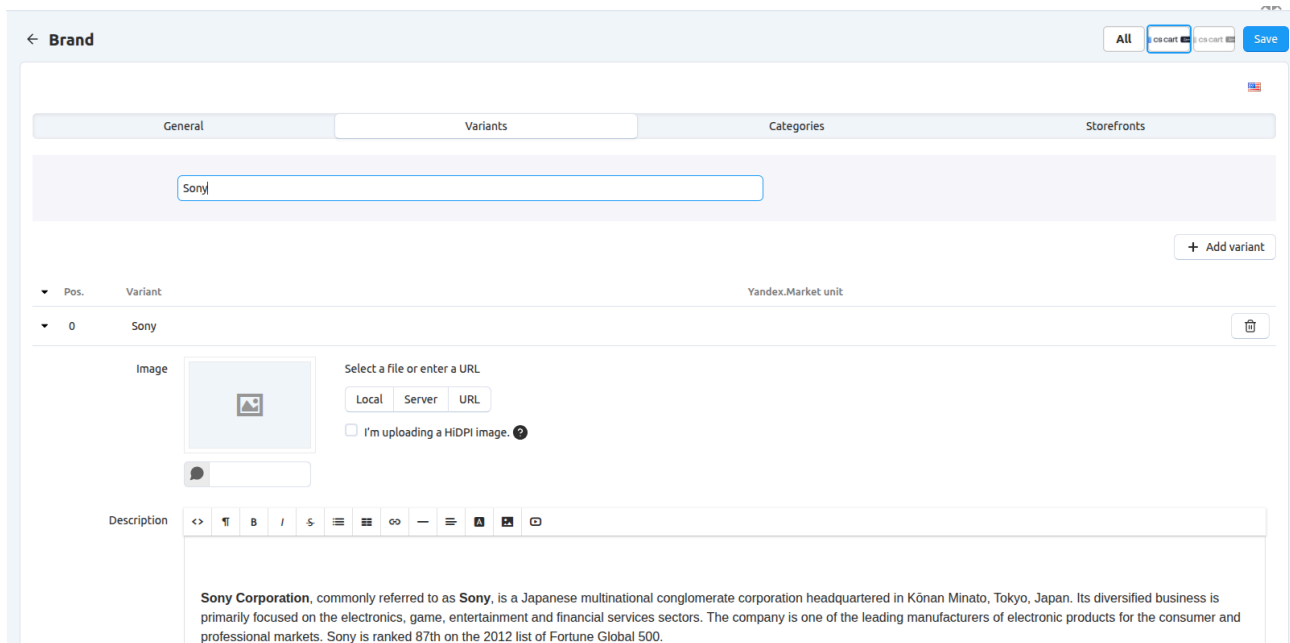 ← Brand
All
cs cart
cs cart
Save
General
Variants
Categories
Storefronts
Sony
+ Add variant
Pos.
Variant
Yandex.Market unit
0
Sony
Image
Select a file or enter a URL
Local
Server
URL
I'm uploading a HiDPI image.
?
Description
<> ¶ B I S A
Sony Corporation, commonly referred to as Sony, is a Japanese multinational conglomerate corporation headquartered in Kōnan Minato, Tokyo, Japan. Its diversified business is
primarily focused on the electronics, game, entertainment and financial services sectors. The company is one of the leading manufacturers of electronic products for the consumer and
professional markets. Sony is ranked 87th on the 2012 list of Fortune Global 500.